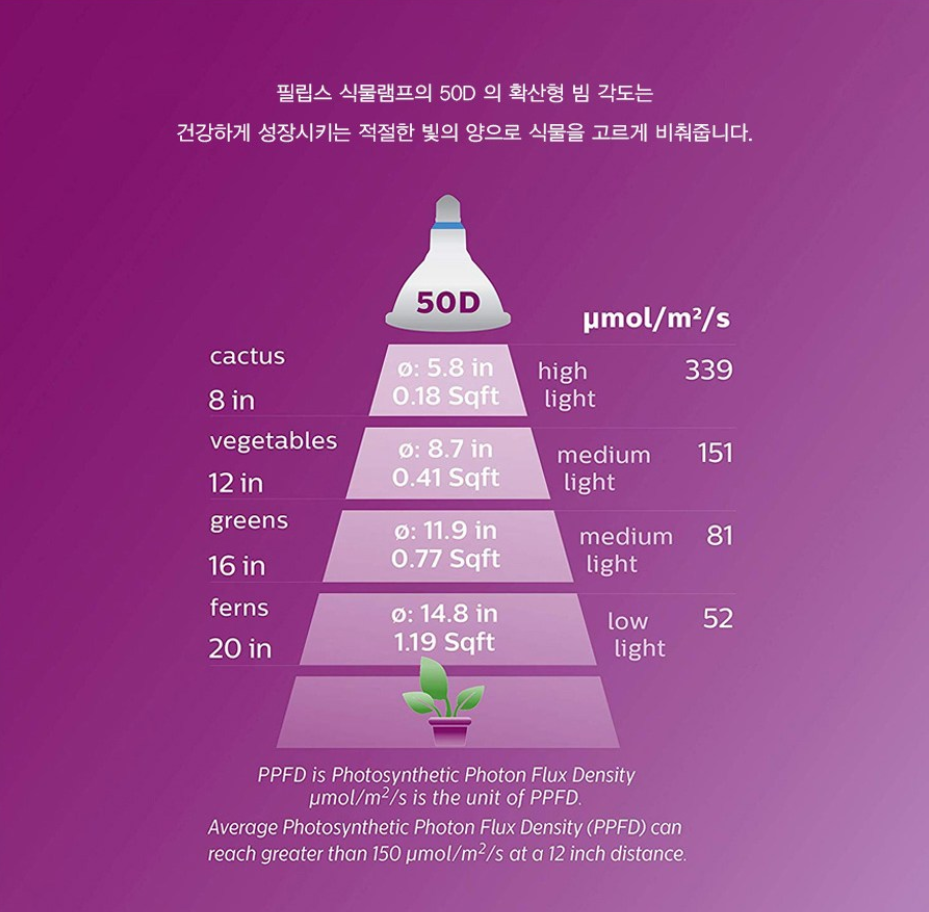 필립스 식물램프의 50D 의 확산형 빔 각도는
건강하게 성장시키는 적절한 빛의 양으로 식물을 고르게 비춰줍니다.
50D
μmol/m²/s
cactus
8 in
ø: 5.8 in
0.18 Sqft
high
light
339
vegetables
12 in
ø: 8.7 in
0.41 Sqft
medium
light
151
greens
16 in
ø: 11.9 in
0.77 Sqft
medium
light
81
ferns
20 in
ø: 14.8 in
1.19 Sqft
low
light
52
PPFD is Photosynthetic Photon Flux Density
μmol/m²/s is the unit of PPFD.
Average Photosynthetic Photon Flux Density (PPFD) can
reach greater than 150 μmol/m²/s at a 12 inch distance.